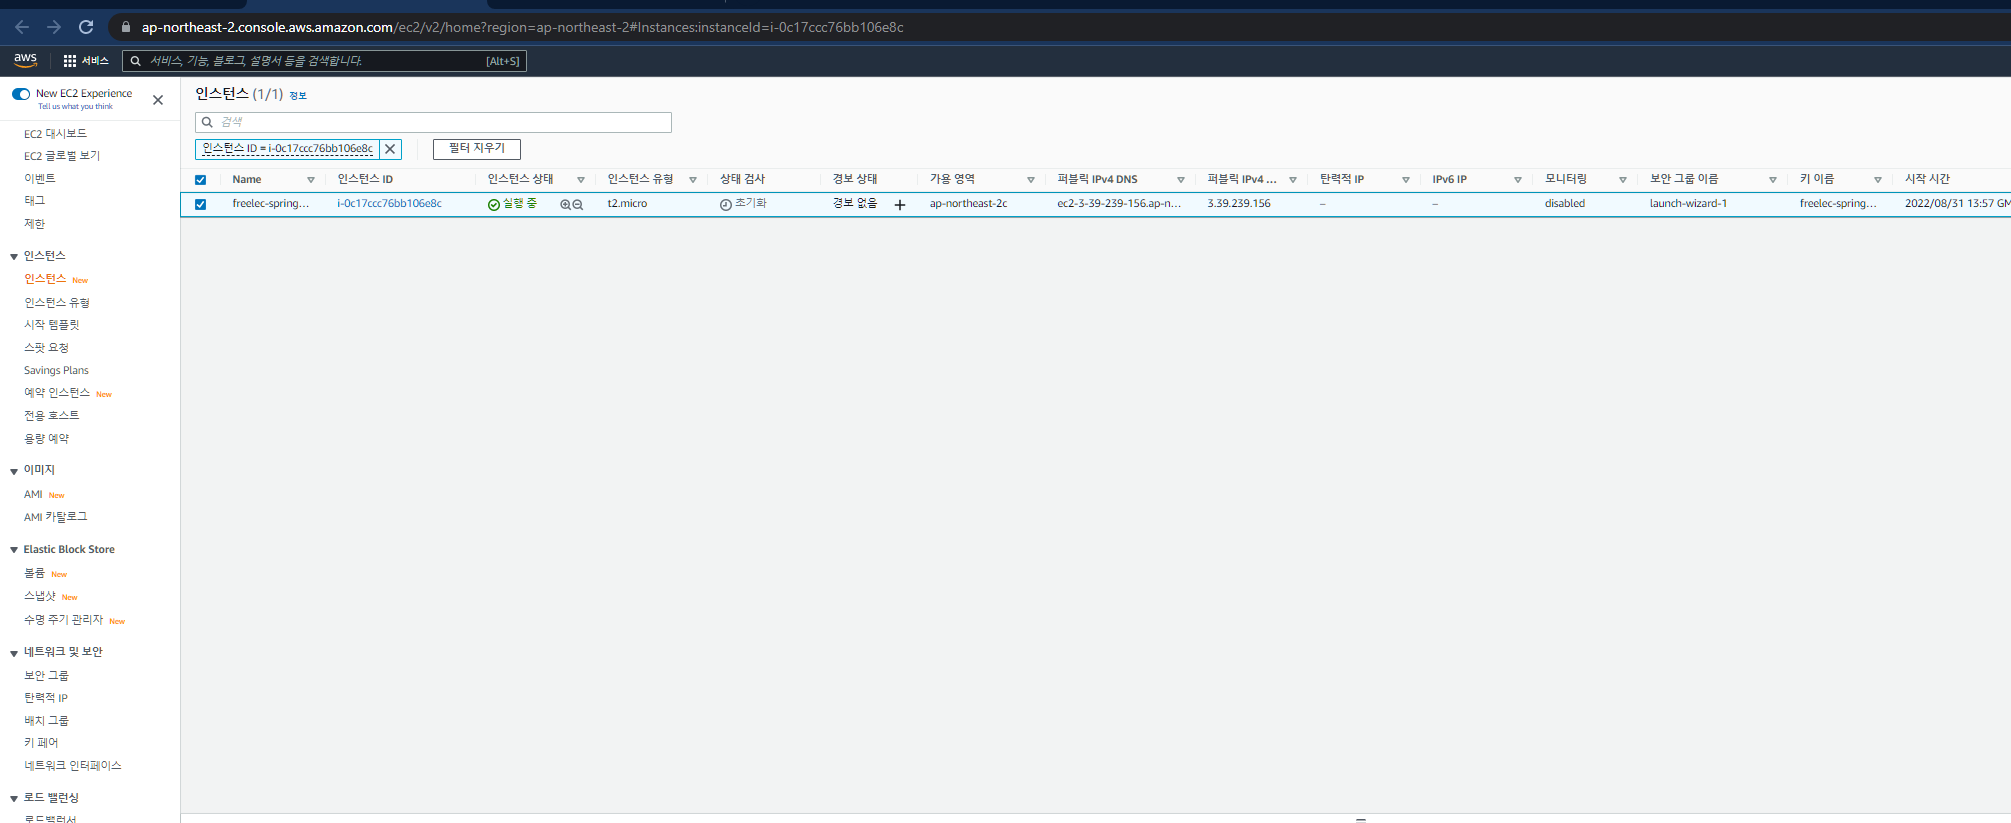 ap-northeast-2.console.aws.amazon.com/ec2/v2/home?region=ap-northeast-2#Instances:instanceId=i-0c17ccc76bb106e8c
aws 서비스 서비스, 기능, 블로그, 설명서 등을 검색합니다. [Alt+S]
New EC2 Experience
Tell us what you think
EC2 대시보드
EC2 글로벌 보기
이벤트
태그
제한
인스턴스
인스턴스 New
인스턴스 유형
시작 템플릿
스팟 요청
Savings Plans
예약 인스턴스 New
전용 호스트
용량 예약
이미지
AMI New
AMI 카탈로그
Elastic Block Store
볼륨 New
스냅샷 New
수명 주기 관리자 New
네트워크 및 보안
보안 그룹
탄력적 IP
배치 그룹
키 페어
네트워크 인터페이스
로드 밸런싱
로드밸런서
인스턴스 (1/1) 정보
검색
인스턴스 ID = i-0c17ccc76bb106e8c 필터 지우기
Name 인스턴스 ID 인스턴스 상태 인스턴스 유형 상태 검사 경보 상태 가용 영역 퍼블릭 IPv4 DNS 퍼블릭 IPv4 ... 탄력적 IP IPv6 IP 모니터링 보안 그룹 이름 키 이름 시작 시간
freelec-spring... i-0c17ccc76bb106e8c 실행 중 t2.micro 초기화 경보 없음 + ap-northeast-2c ec2-3-39-239-156.ap-n... 3.39.239.156 – – disabled launch-wizard-1 freelec-spring... 2022/08/31 13:57 GM